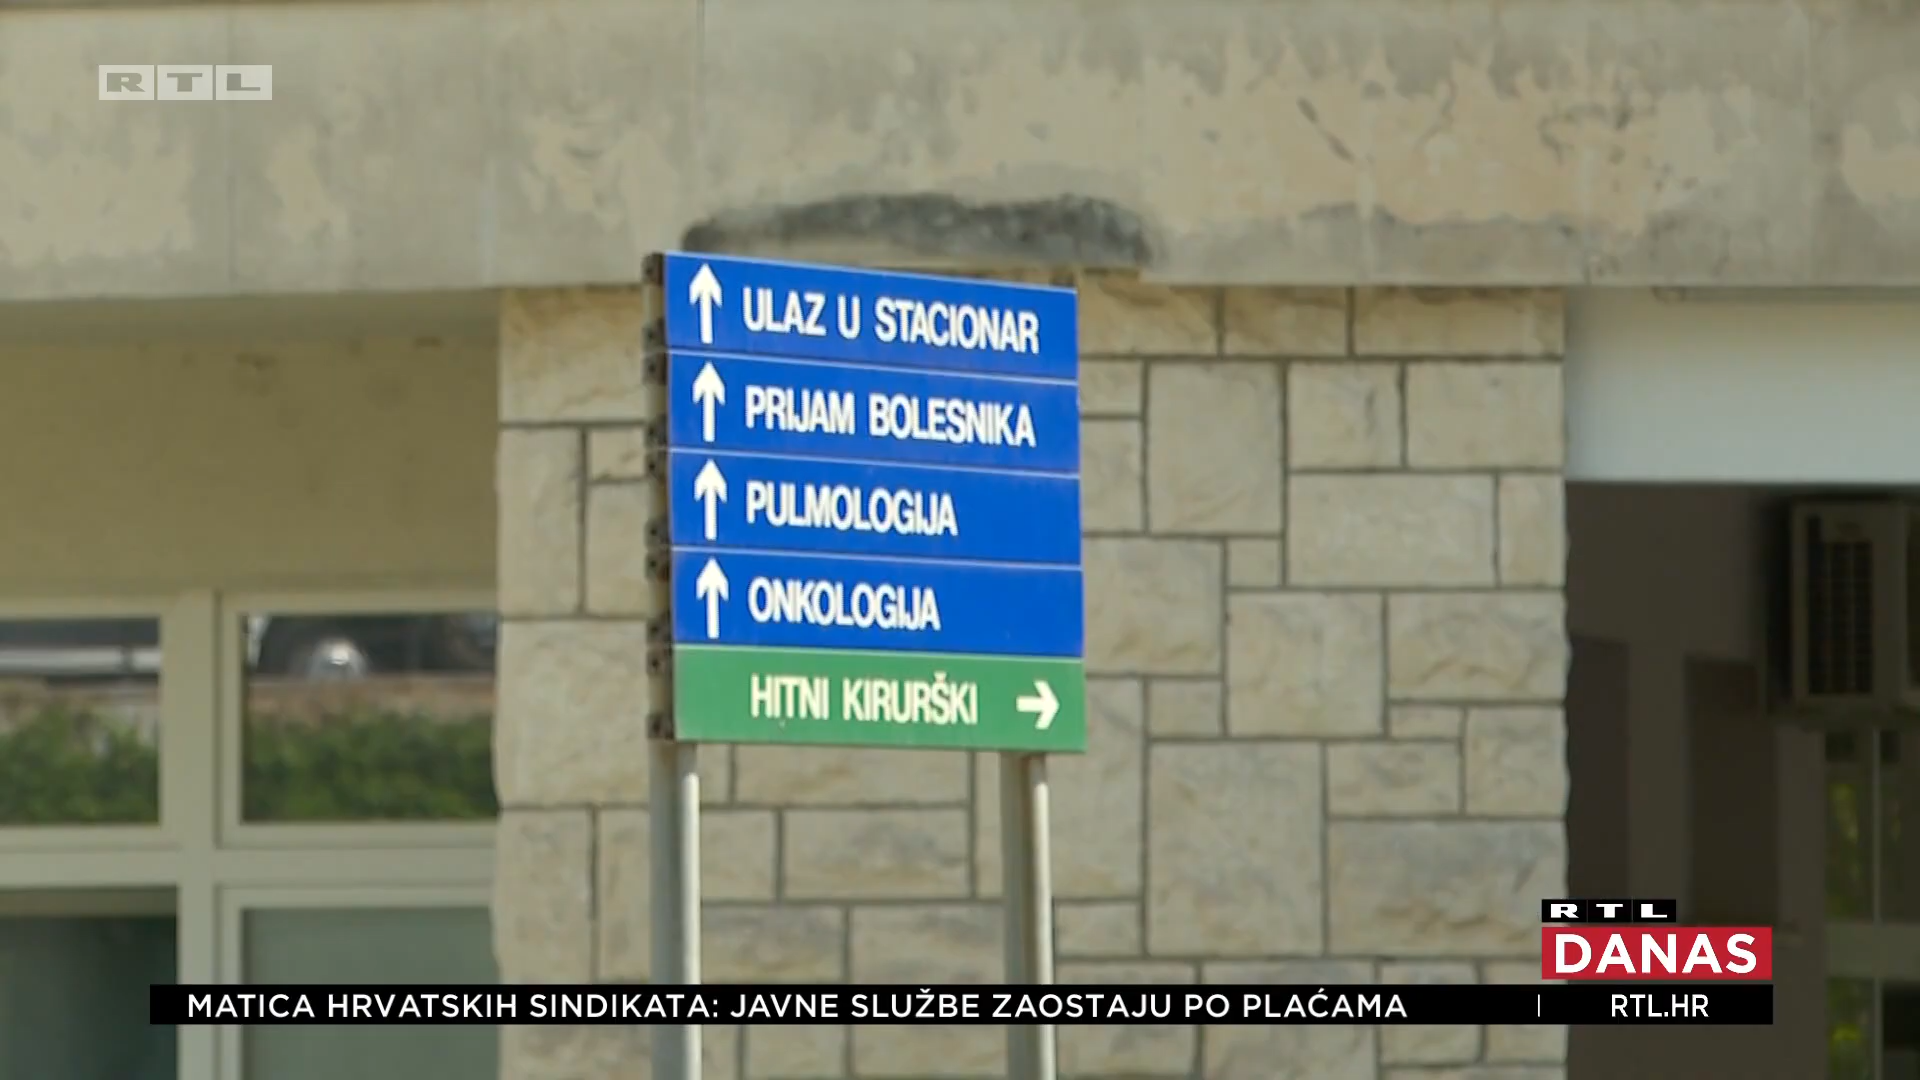 RTL
ULAZ U STACIONAR
PRIJAM BOLESNIKA
PULMOLOGIJA
ONKOLOGIJA
HITNI KIRURŠKI
RTL
DANAS
MATICA HRVATSKIH SINDIKATA: JAVNE SLUŽBE ZAOSTAJU PO PLAĆAMA | RTL.HR